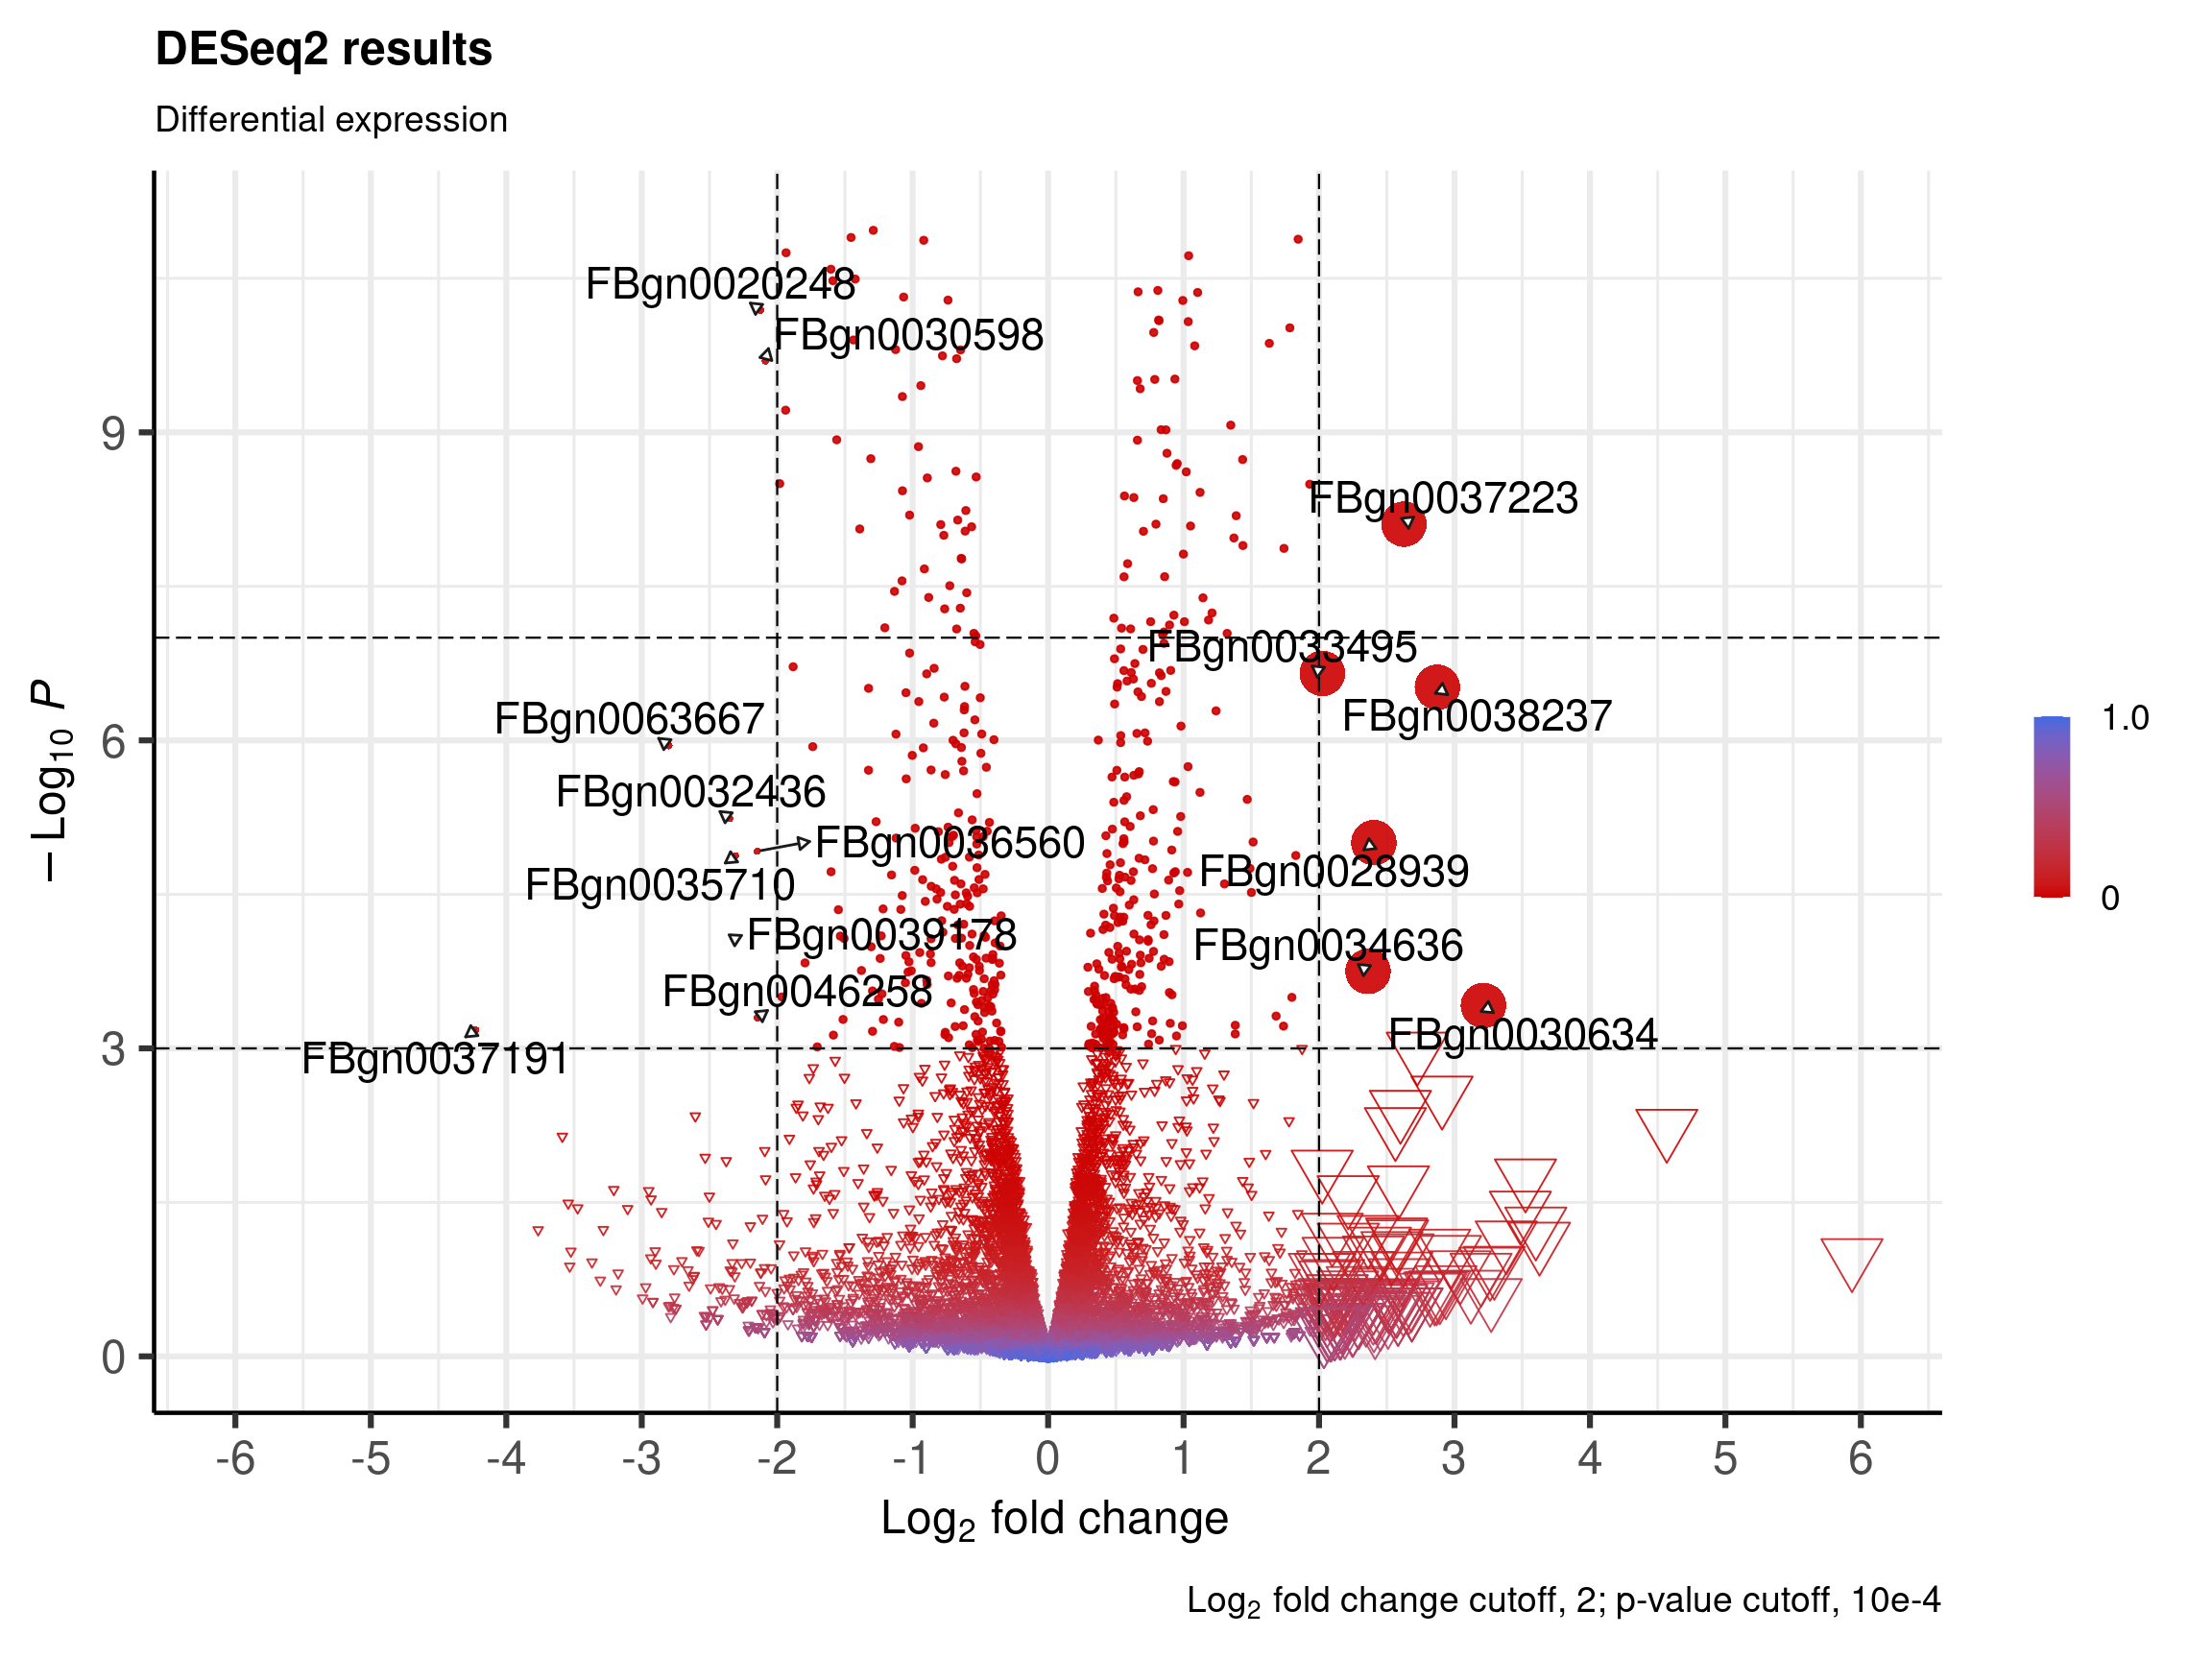 DESeq2 results
Differential expression
− Log10 P
9
6
3
0
FBgn0020248
FBgn0030598
FBgn0037223
FBgn0033495
FBgn0038237
FBgn0063667
FBgn0032436
FBgn0036560
FBgn0028939
FBgn0035710
FBgn0039178
FBgn0034636
FBgn0046258
FBgn0030634
FBgn0037191
1.0
0
-6 -5 -4 -3 -2 -1 0 1 2 3 4 5 6
Log2 fold change
Log2 fold change cutoff, 2; p-value cutoff, 10e-4